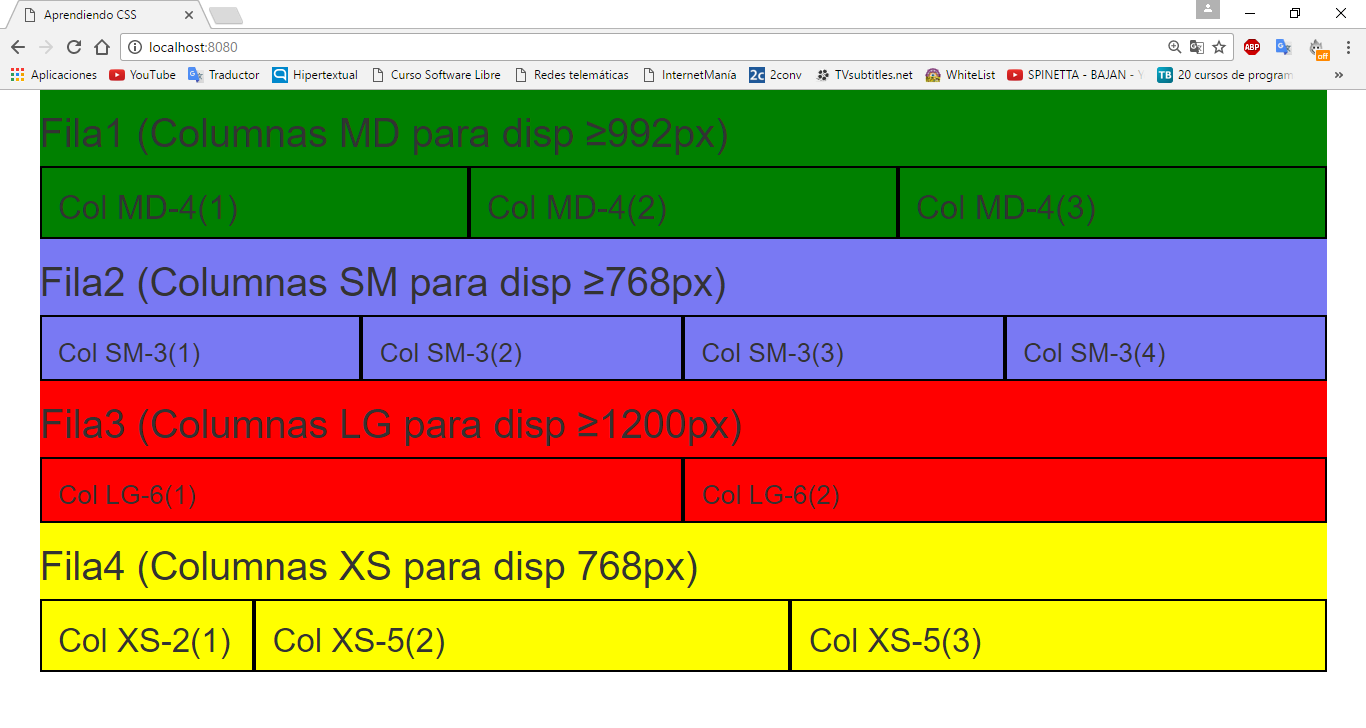 Aprendiendo CSS
localhost:8080
ABP
off
Aplicaciones YouTube Traductor Hipertextual Curso Software Libre Redes telemáticas InternetManía 2c 2conv TVsubtitles.net WhiteList SPINETTA - BAJAN - TB 20 cursos de program
Fila1 (Columnas MD para disp ≥992px)
Col MD-4(1) Col MD-4(2) Col MD-4(3)
Fila2 (Columnas SM para disp ≥768px)
Col SM-3(1) Col SM-3(2) Col SM-3(3) Col SM-3(4)
Fila3 (Columnas LG para disp ≥1200px)
Col LG-6(1) Col LG-6(2)
Fila4 (Columnas XS para disp 768px)
Col XS-2(1) Col XS-5(2) Col XS-5(3)